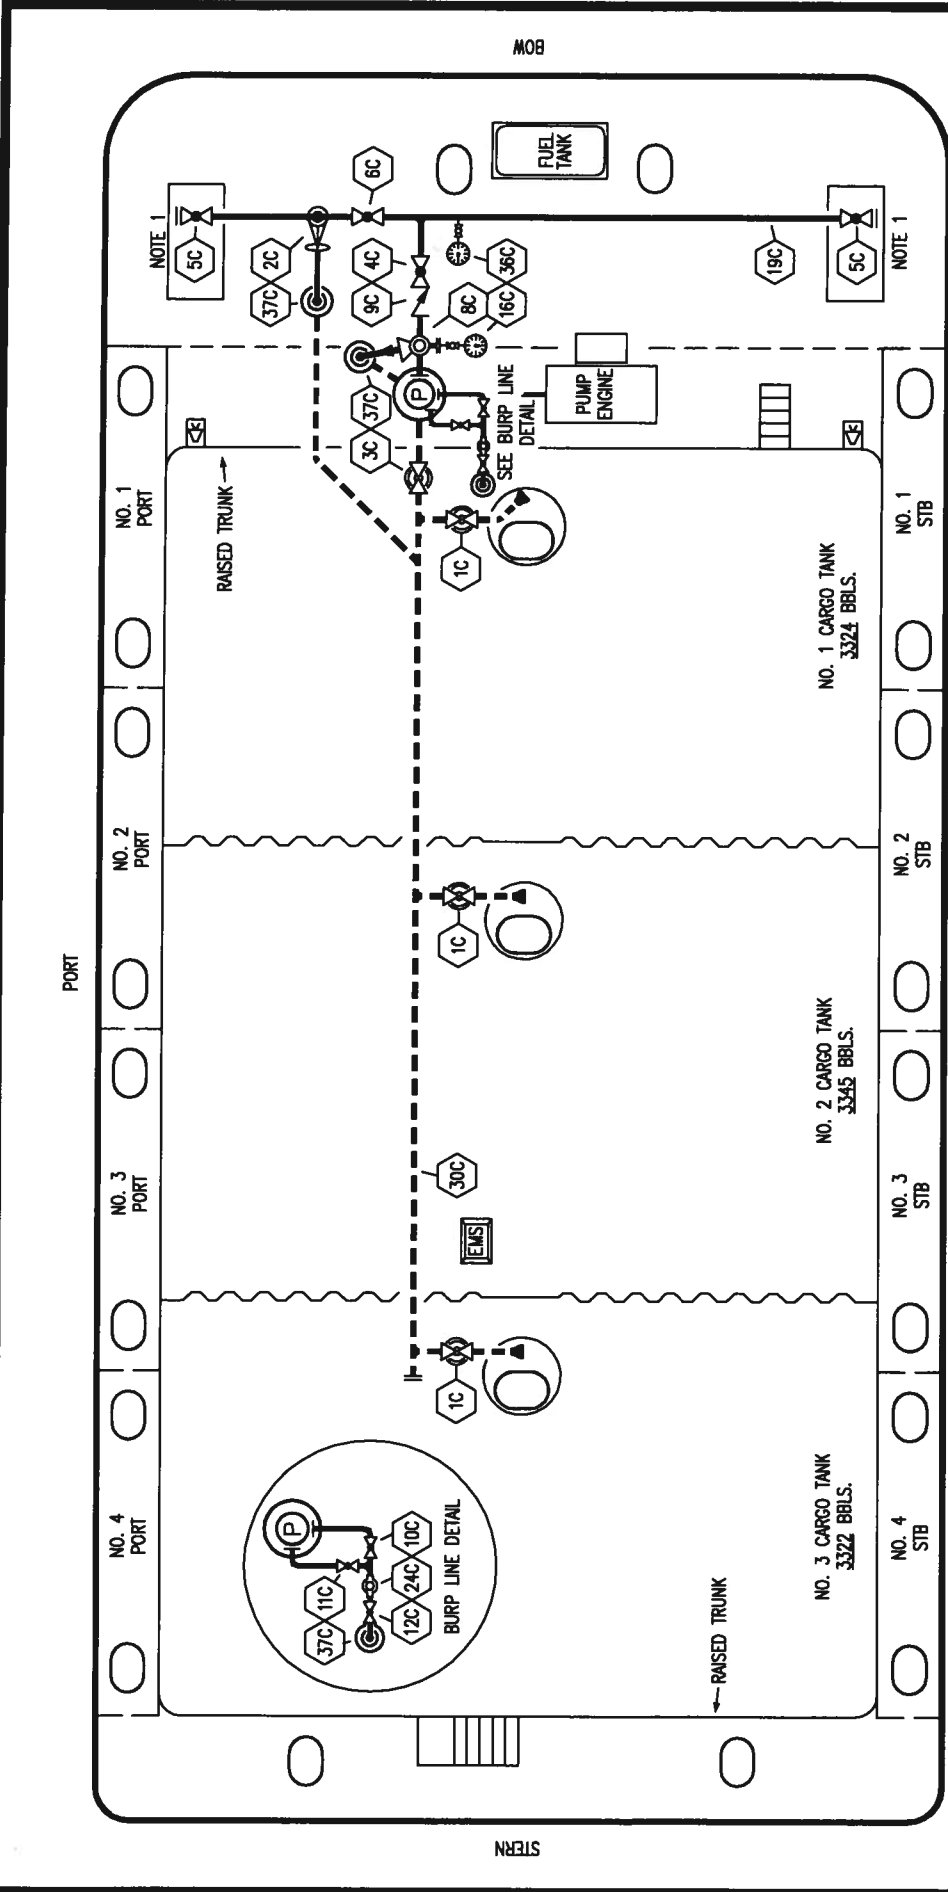 BOW
FUEL
TANK
NOTE 1
5C
2C
37C
6C
4C
9C
36C
8C
16C
19C
5C
NOTE 1
37C
3C
SEE BURP LINE
DETAIL
PUMP
ENGINE
P
1C
NO. 1
PORT
RAISED TRUNK
NO. 1 CARGO TANK
3324 BBLS.
NO. 1
STB
NO. 2
PORT
1C
NO. 2
STB
PORT
NO. 2 CARGO TANK
3345 BBLS.
NO. 3
PORT
30C
EMS
NO. 3
STB
1C
NO. 4
PORT
P
11C
37C
10C
24C
12C
BURP LINE DETAIL
NO. 3 CARGO TANK
3322 BBLS.
NO. 4
STB
RAISED TRUNK
STERN